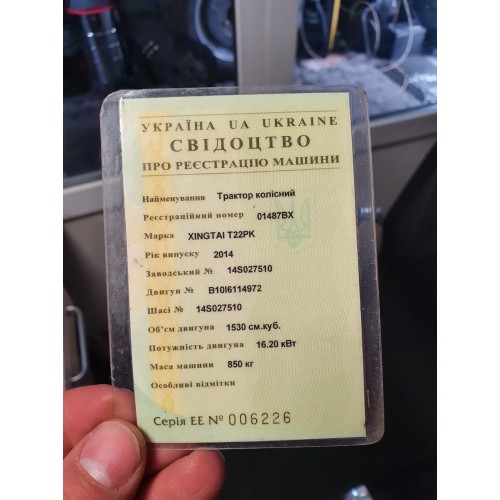 УКРАЇНА UA UKRAINE
СВІДОЦТВО
ПРО РЕЄСТРАЦІЮ МАШИНИ
Найменування Трактор колісний
Реєстраційний номер 01487ВХ
Марка XINGTAI T22PK
Рік випуску 2014
Заводський № 14S027510
Двигун № B10I6114972
Шасі № 14S027510
Об'єм двигуна 1530 см.куб.
Потужність двигуна 16.20 кВт
Маса машини 850 кг
Особливі відмітки
Серія ЕЕ № 006226